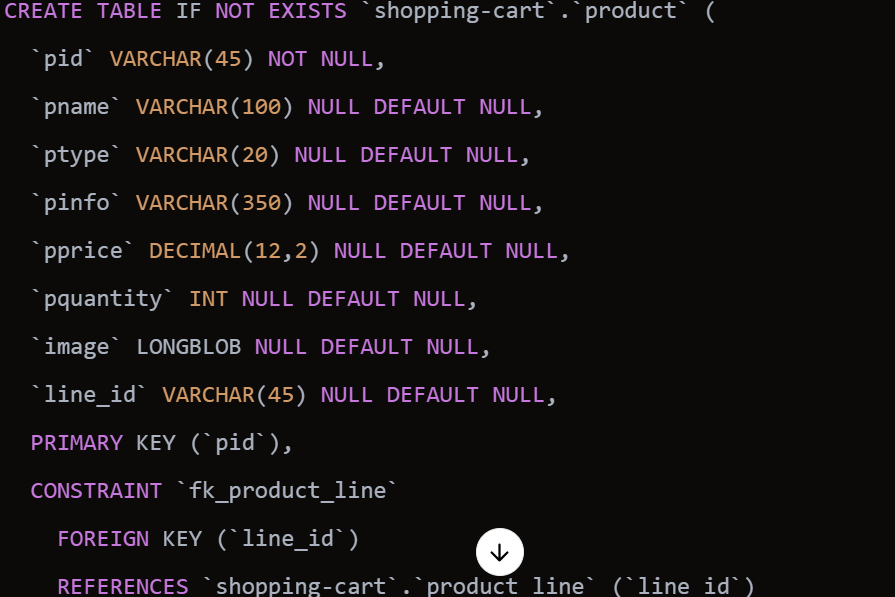 CREATE TABLE IF NOT EXISTS `shopping-cart`.`product` (
`pid` VARCHAR(45) NOT NULL,
`pname` VARCHAR(100) NULL DEFAULT NULL,
`ptype` VARCHAR(20) NULL DEFAULT NULL,
`pinfo` VARCHAR(350) NULL DEFAULT NULL,
`pprice` DECIMAL(12,2) NULL DEFAULT NULL,
`pquantity` INT NULL DEFAULT NULL,
`image` LONGBLOB NULL DEFAULT NULL,
`line_id` VARCHAR(45) NULL DEFAULT NULL,
PRIMARY KEY (`pid`),
CONSTRAINT `fk_product_line`
FOREIGN KEY (`line_id`)
REFERENCES `shopping-cart`.`product_line` (`line_id`)